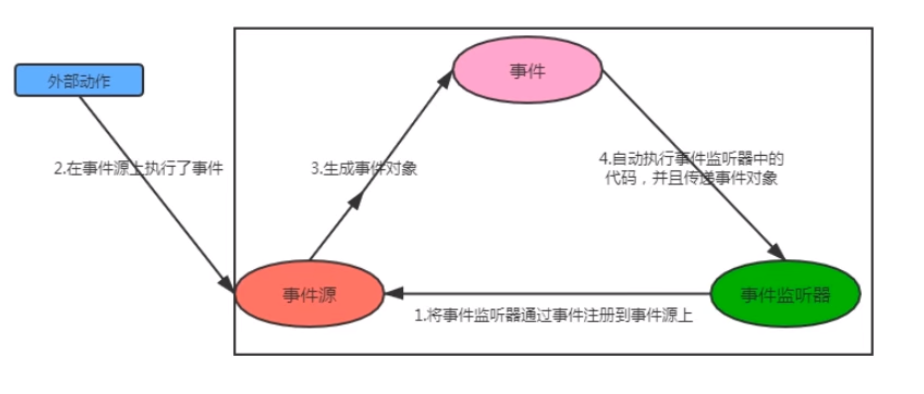 事件
外部动作
4.自动执行事件监听器中的
代码，并且传递事件对象
2.在事件源上执行了事件
3.生成事件对象
事件源
事件监听器
1.将事件监听器通过事件注册到事件源上